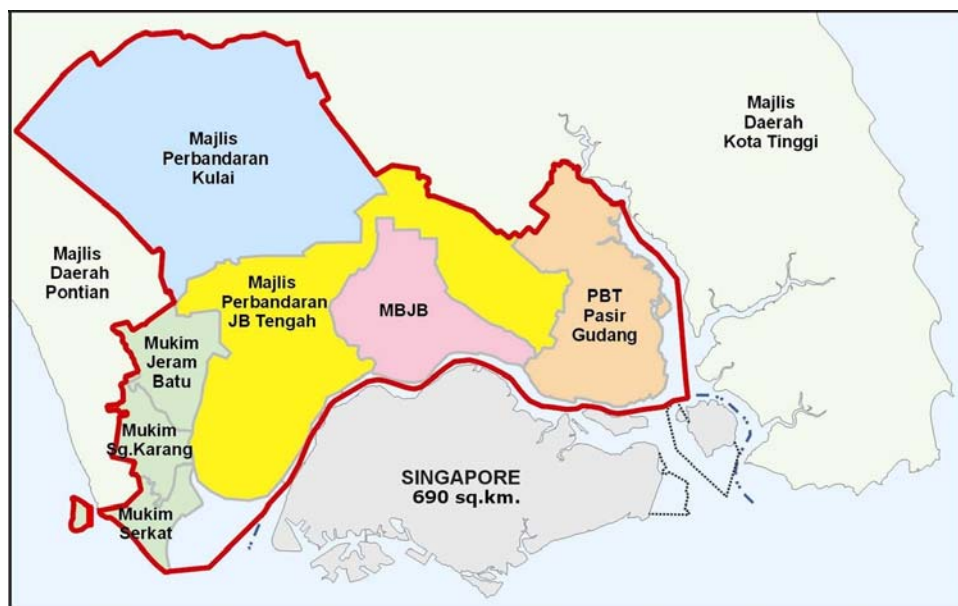 Majlis
Perbandaran
Kulai
Majlis
Daerah
Kota Tinggi
Majlis
Daerah
Pontian
Majlis
Perbandaran
JB Tengah
MBJB
PBT
Pasir
Gudang
Mukim
Jeram
Batu
Mukim
Sg.Karang
Mukim
Serkat
SINGAPORE
690 sq.km.